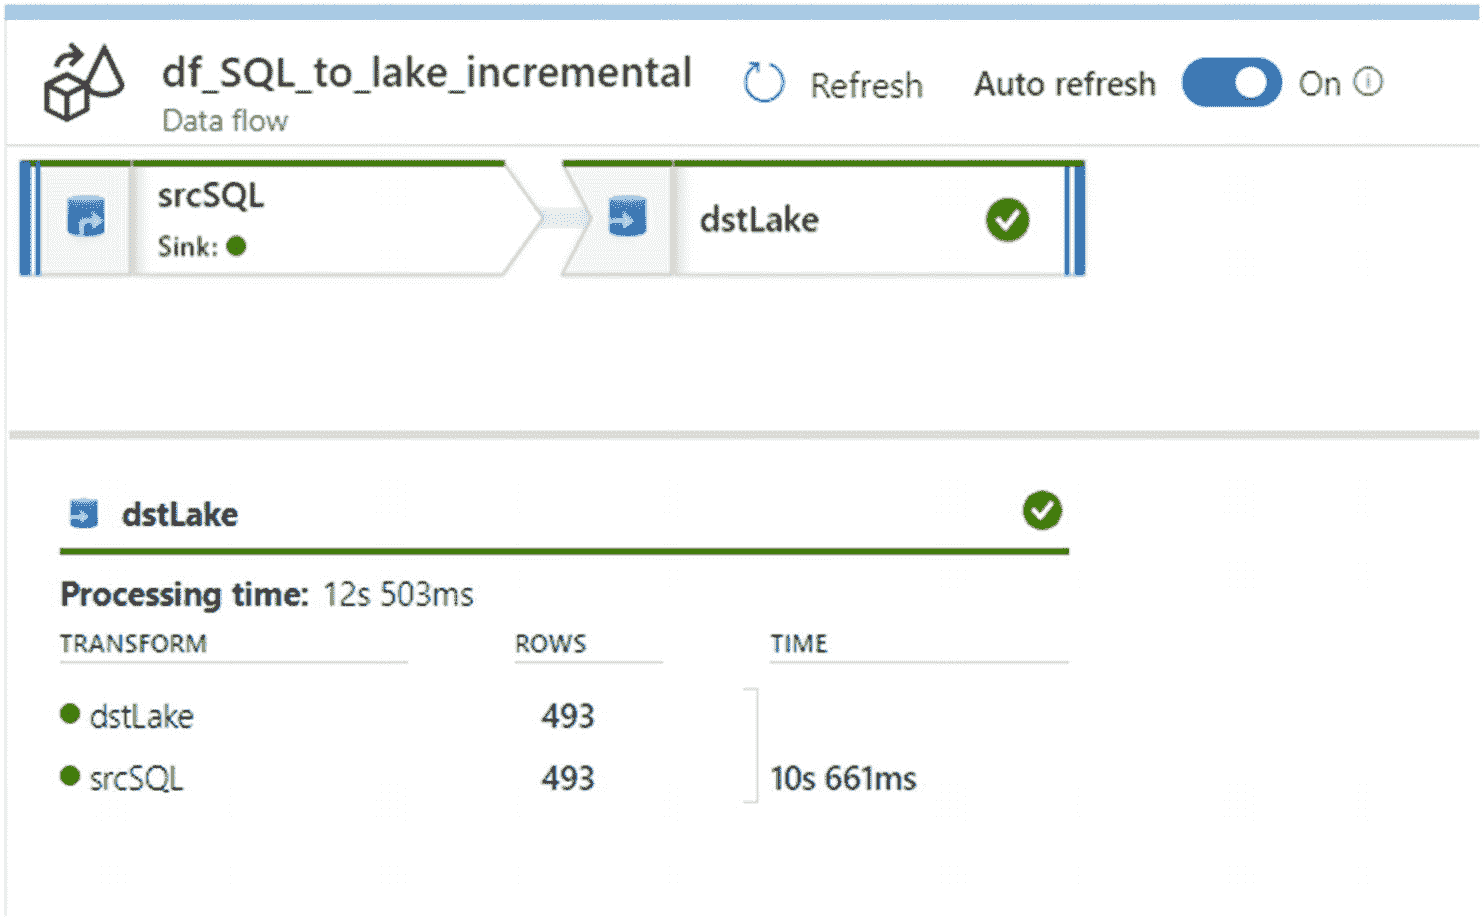 df_SQL_to_lake_incremental
Data flow
Refresh
Auto refresh
On
srcSQL
Sink:
dstLake
dstLake
Processing time: 12s 503ms
TRANSFORM ROWS TIME
dstLake 493
srcSQL 493 10s 661ms